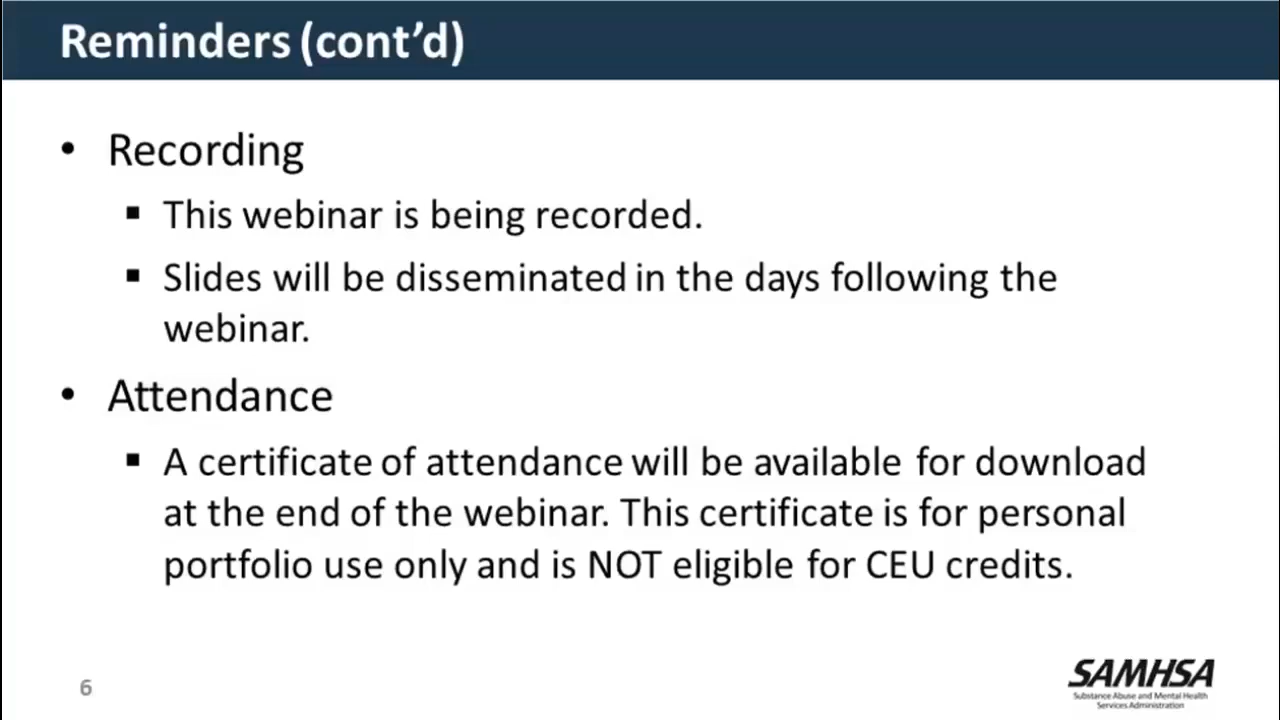 Reminders (cont’d)
• Recording
▪ This webinar is being recorded.
▪ Slides will be disseminated in the days following the
webinar.
• Attendance
▪ A certificate of attendance will be available for download
at the end of the webinar. This certificate is for personal
portfolio use only and is NOT eligible for CEU credits.
6
SAMHSA
Substance Abuse and Mental Health
Services Administration